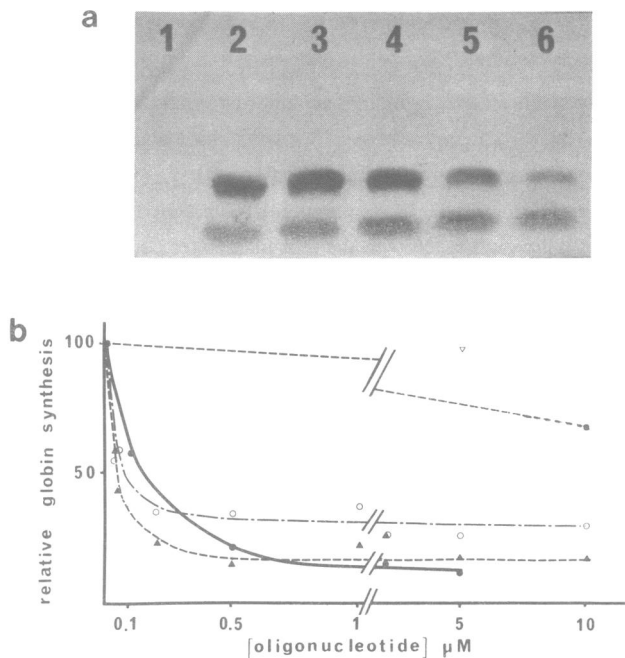 a
1 2 3 4 5 6
b
relative globin synthesis
100
50
0.1 0.5 1 5 10
[oligonucleotide] µM